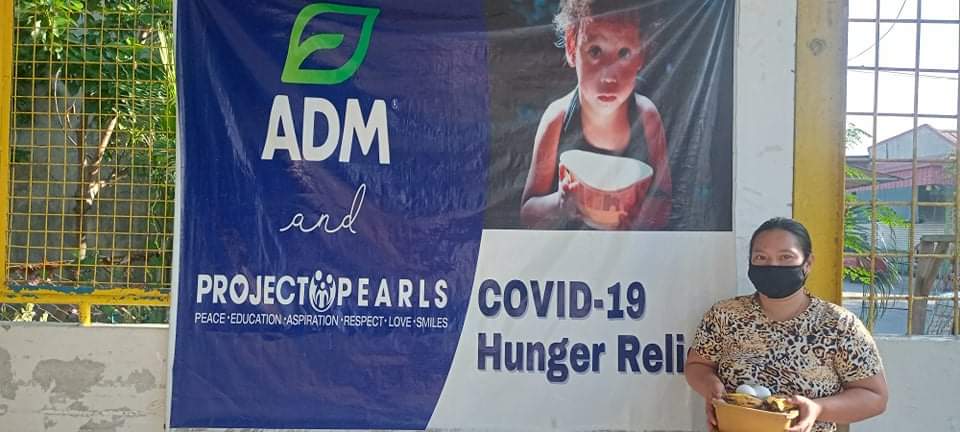 ADM®
and
PROJECT PEARLS
PEACE • EDUCATION • ASPIRATION • RESPECT • LOVE • SMILES
COVID-19
Hunger Reli